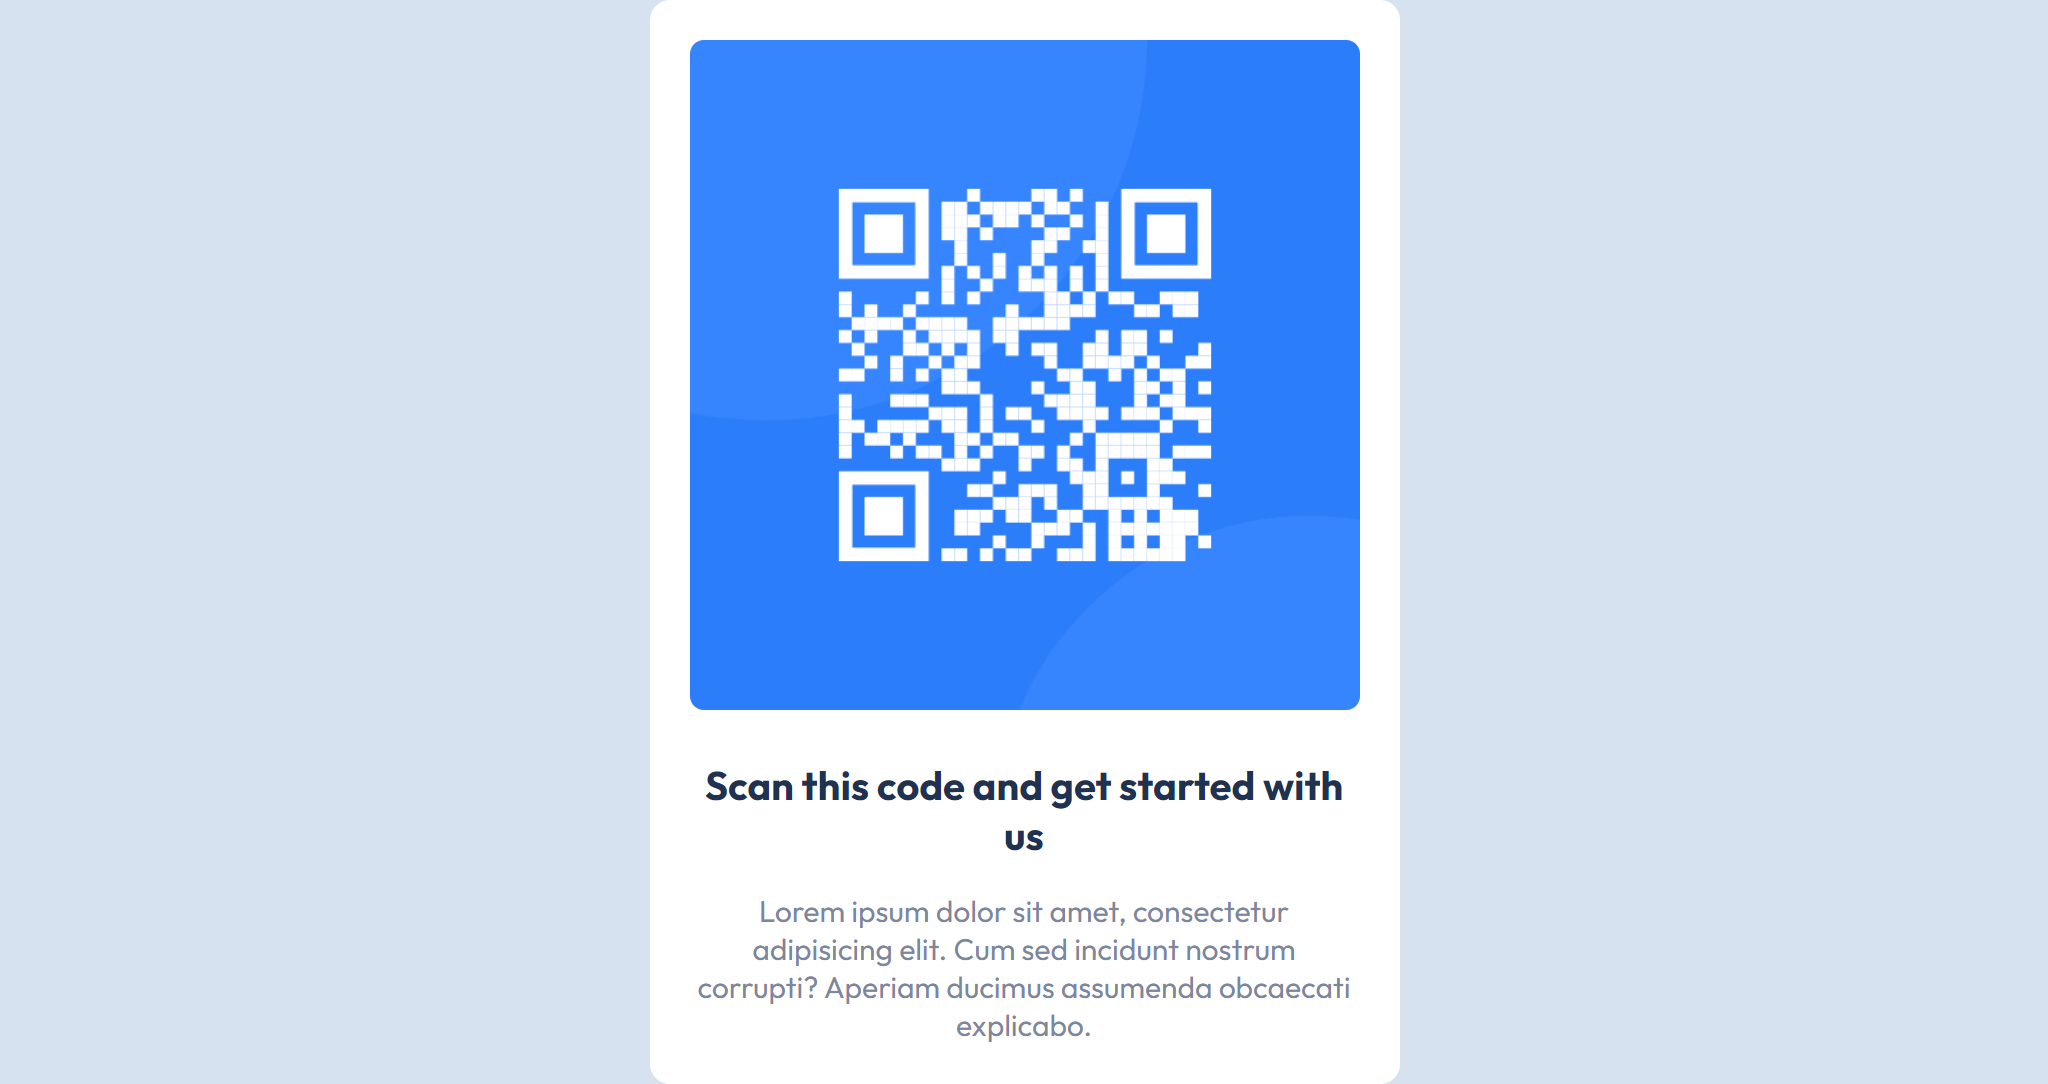 Scan this code and get started with
us
Lorem ipsum dolor sit amet, consectetur
adipisicing elit. Cum sed incidunt nostrum
corrupti? Aperiam ducimus assumenda obcaecati
explicabo.